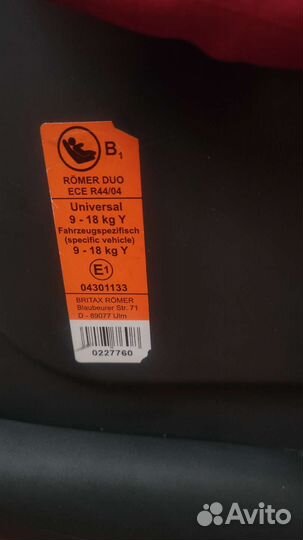 B1
RÖMER DUO
ECE R44/04
Universal
9 - 18 kg Y
Fahrzeugspezifisch
(specific vehicle)
9 - 18 kg Y
E1
04301133
BRITAX RÖMER
Blaubeurer Str. 71
D - 89077 Ulm
0227760
Avito